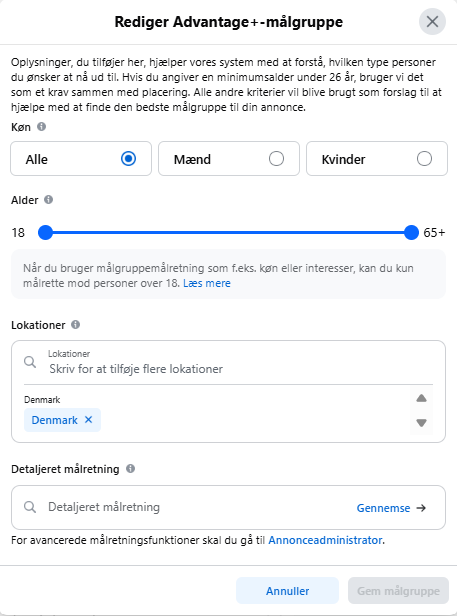 Rediger Advantage+-målgruppe
Oplysninger, du tilføjer her, hjælper vores system med at forstå, hvilken type personer
du ønsker at nå ud til. Hvis du angiver en minimumsalder under 26 år, bruger vi det
som et krav sammen med placering. Alle andre kriterier vil blive brugt som forslag til at
hjælpe med at finde den bedste målgruppe til din annonce.
Køn
Alle
Mænd
Kvinder
Alder
18
65+
Når du bruger målgruppemålretning som f.eks. køn eller interesser, kan du kun
målrette mod personer over 18. Læs mere
Lokationer
Lokationer
Skriv for at tilføje flere lokationer
Denmark
Denmark
Detaljeret målretning
Detaljeret målretning
Gennemse
For avancerede målretningsfunktioner skal du gå til Annonceadministrator.
Annuller
Gem målgruppe